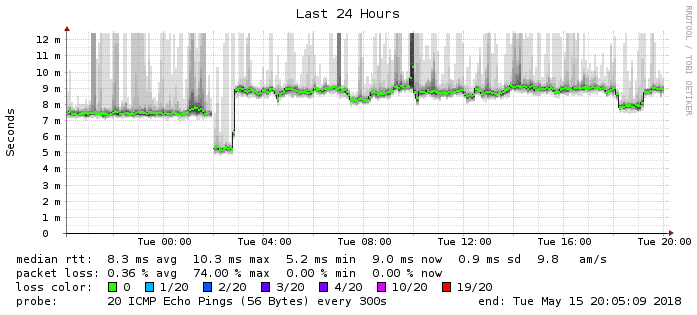 Last 24 Hours
RRDTOOL / TOBI OETIKER
Seconds
12 m
11 m
10 m
9 m
8 m
7 m
6 m
5 m
4 m
3 m
2 m
1 m
0
Tue 00:00 Tue 04:00 Tue 08:00 Tue 12:00 Tue 16:00 Tue 20:00
median rtt: 8.3 ms avg 10.3 ms max 5.2 ms min 9.0 ms now 0.9 ms sd 9.8 am/s
packet loss: 0.36 % avg 74.00 % max 0.00 % min 0.00 % now
loss color: 0 1/20 2/20 3/20 4/20 10/20 19/20
probe: 20 ICMP Echo Pings (56 Bytes) every 300s end: Tue May 15 20:05:09 2018